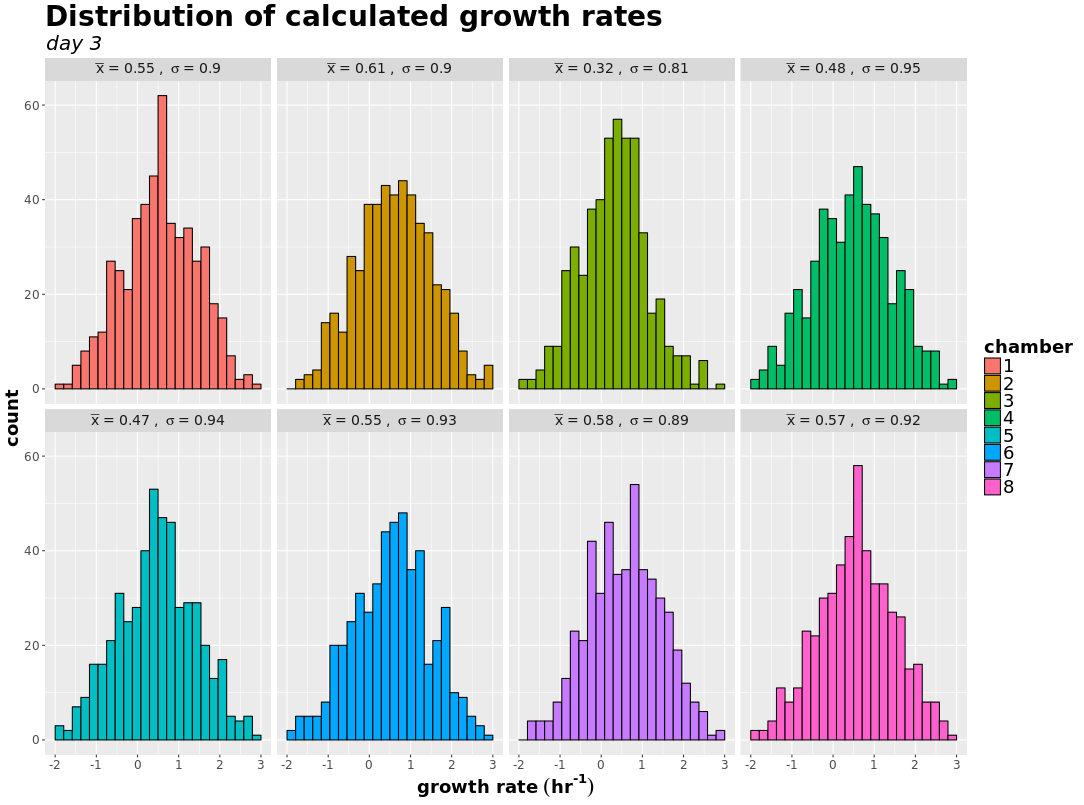 Distribution of calculated growth rates
day 3
x̅ = 0.55 , σ = 0.9
x̅ = 0.61 , σ = 0.9
x̅ = 0.32 , σ = 0.81
x̅ = 0.48 , σ = 0.95
60
40
20
0
x̅ = 0.47 , σ = 0.94
x̅ = 0.55 , σ = 0.93
x̅ = 0.58 , σ = 0.89
x̅ = 0.57 , σ = 0.92
60
40
20
0
-2 -1 0 1 2 3
-2 -1 0 1 2 3
-2 -1 0 1 2 3
-2 -1 0 1 2 3
count
growth rate (hr⁻¹)
chamber
1
2
3
4
5
6
7
8